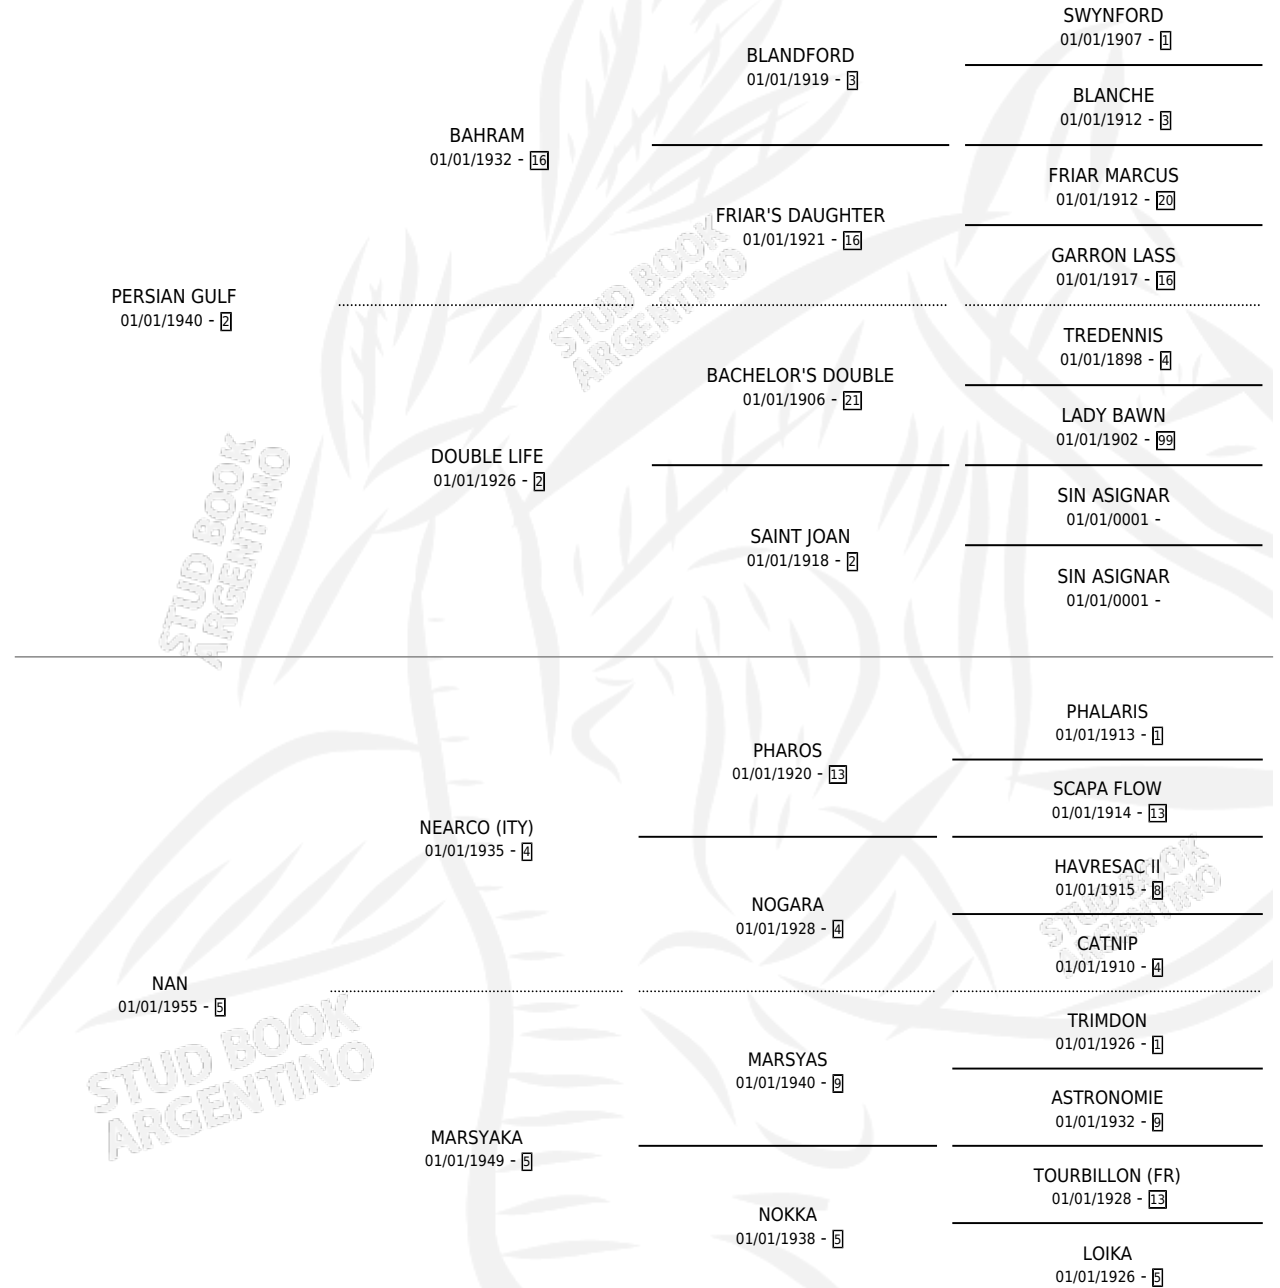 SWYNFORD
01/01/1907 - 1
BLANDFORD
01/01/1919 - 3
BLANCHE
01/01/1912 - 3
BAHRAM
01/01/1932 - 16
FRIAR MARCUS
01/01/1912 - 20
FRIAR'S DAUGHTER
01/01/1921 - 16
GARRON LASS
01/01/1917 - 16
PERSIAN GULF
01/01/1940 - 2
STUD BOOK
ARGENTINO
TREDENNIS
01/01/1898 - 4
BACHELOR'S DOUBLE
01/01/1906 - 21
LADY BAWN
01/01/1902 - 99
DOUBLE LIFE
01/01/1926 - 2
SIN ASIGNAR
01/01/0001 -
SAINT JOAN
01/01/1918 - 2
SIN ASIGNAR
01/01/0001 -
STUD BOOK
ARGENTINO
PHALARIS
01/01/1913 - 1
PHAROS
01/01/1920 - 13
SCAPA FLOW
01/01/1914 - 13
NEARCO (ITY)
01/01/1935 - 4
HAVRESAC II
01/01/1915 - 8
NOGARA
01/01/1928 - 4
CATNIP
01/01/1910 - 4
STUD BOOK
ARGENTINO
NAN
01/01/1955 - 5
TRIMDON
01/01/1926 - 1
MARSYAS
01/01/1940 - 9
ASTRONOMIE
01/01/1932 - 9
STUD BOOK
ARGENTINO
MARSYAKA
01/01/1949 - 5
TOURBILLON (FR)
01/01/1928 - 13
NOKKA
01/01/1938 - 5
LOIKA
01/01/1926 - 5